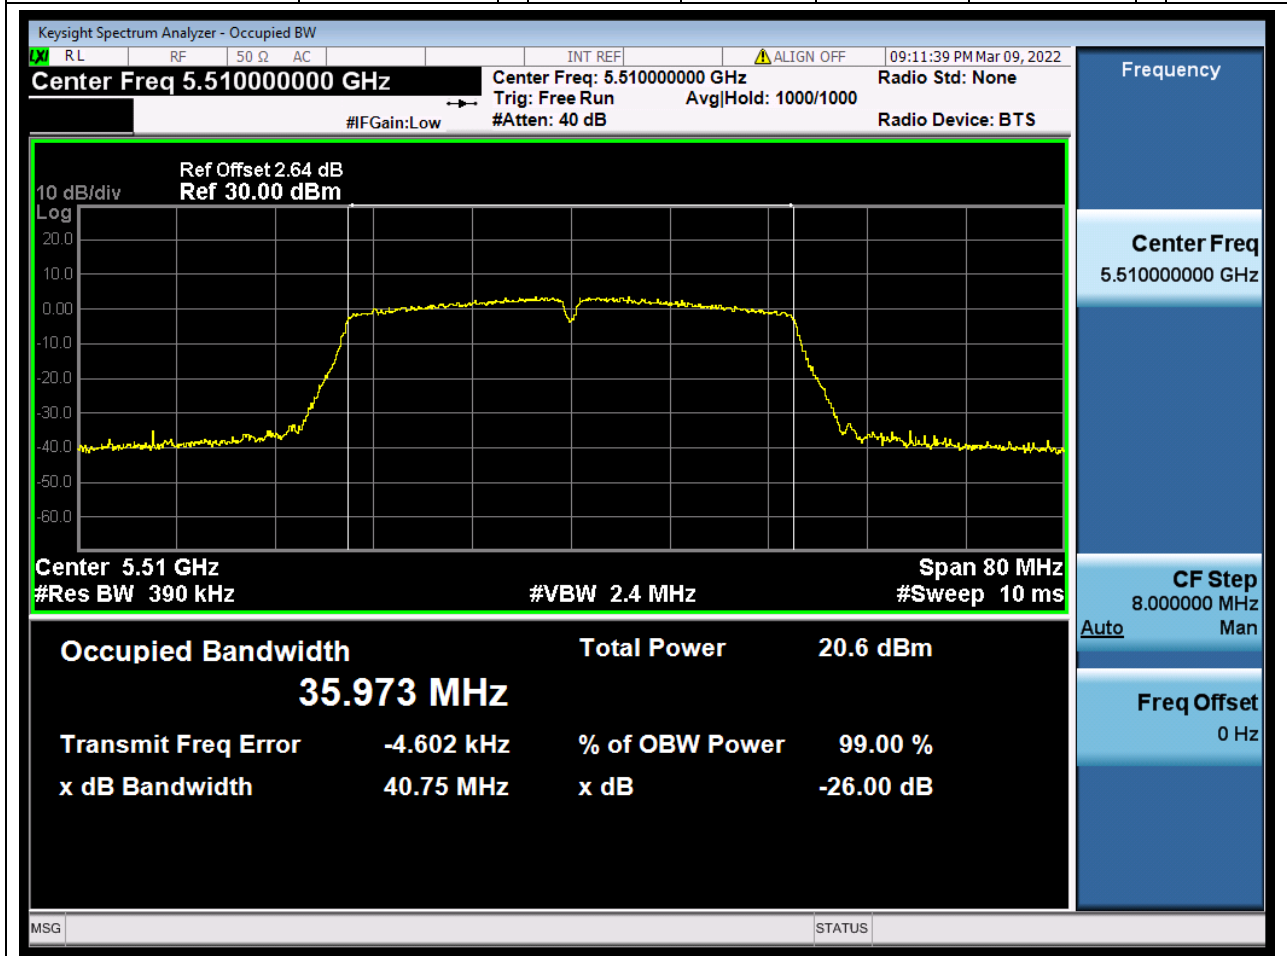 Keysight Spectrum Analyzer - Occupied BW
LXI RL RF 50 Ω AC INT REF ALIGN OFF 09:11:39 PM Mar 09, 2022
Center Freq 5.510000000 GHz
Center Freq: 5.510000000 GHz
Radio Std: None
Trig: Free Run Avg|Hold: 1000/1000
#IFGain:Low
#Atten: 40 dB
Radio Device: BTS
Ref Offset 2.64 dB
10 dB/div Ref 30.00 dBm
Log
20.0
10.0
0.00
-10.0
-20.0
-30.0
-40.0
-50.0
-60.0
Center 5.51 GHz Span 80 MHz
#Res BW 390 kHz #VBW 2.4 MHz #Sweep 10 ms
Occupied Bandwidth Total Power 20.6 dBm
35.973 MHz
Transmit Freq Error -4.602 kHz % of OBW Power 99.00 %
x dB Bandwidth 40.75 MHz x dB -26.00 dB
MSG STATUS
Frequency
Center Freq
5.510000000 GHz
CF Step
8.000000 MHz
Auto Man
Freq Offset
0 Hz